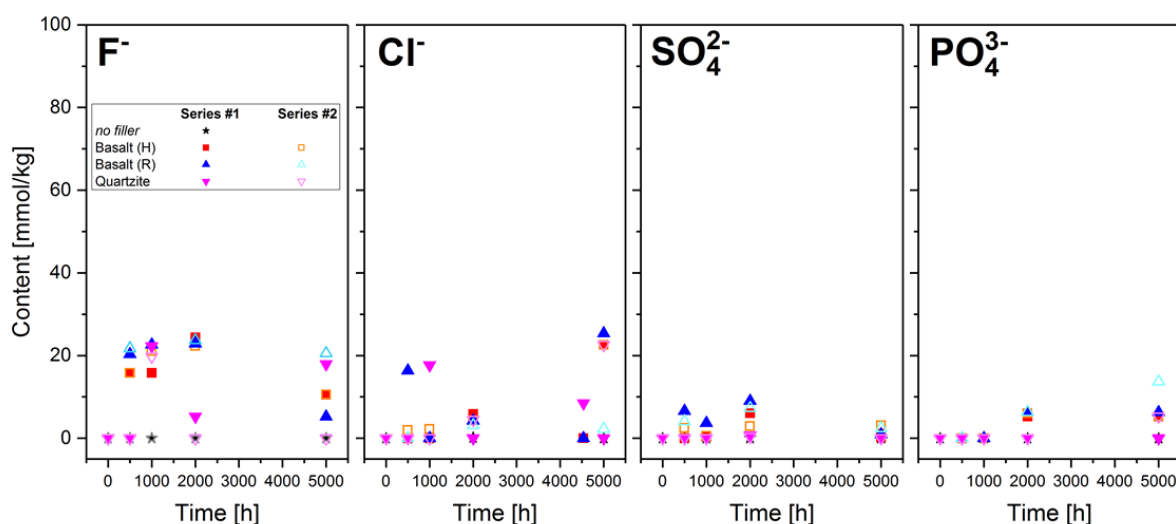 F⁻
Cl⁻
SO₄²⁻
PO₄³⁻
Series #1 Series #2
no filler
Basalt (H)
Basalt (R)
Quartzite
Content [mmol/kg]
100
80
60
40
20
0
0 1000 2000 3000 4000 5000
0 1000 2000 3000 4000 5000
0 1000 2000 3000 4000 5000
0 1000 2000 3000 4000 5000
Time [h]
Time [h]
Time [h]
Time [h]